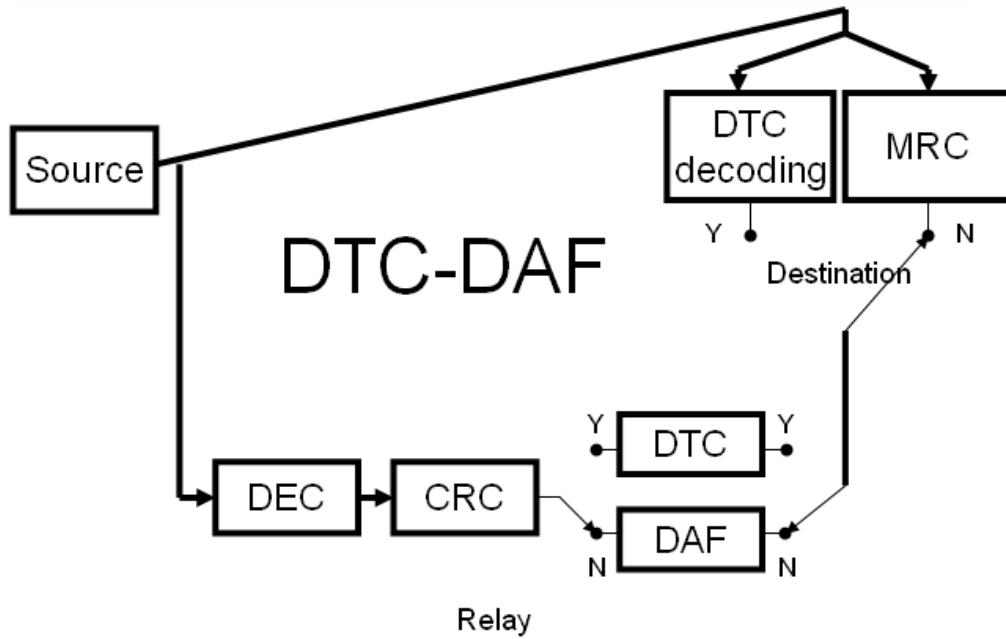 DTC
decoding
MRC
Source
Y
N
DTC-DAF
Destination
Y
DTC
Y
DEC
CRC
DAF
N
N
Relay